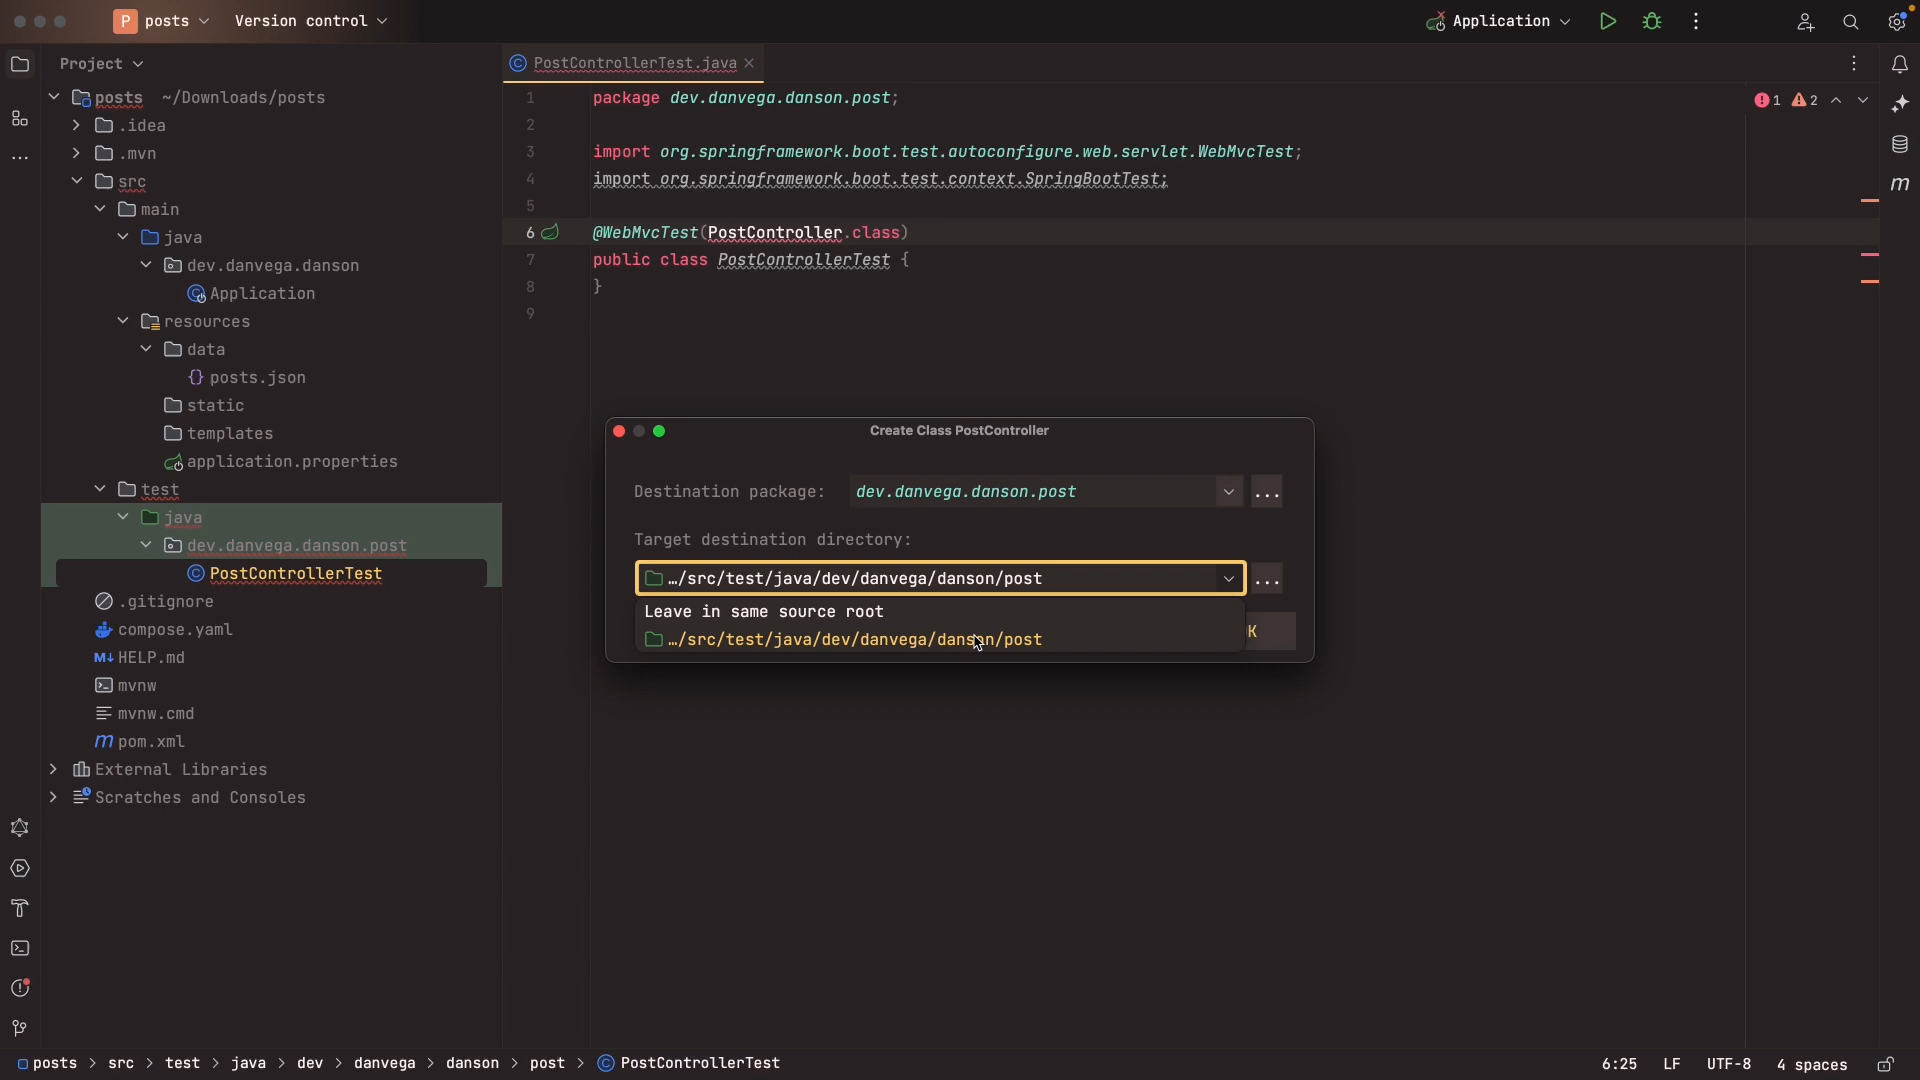 P posts Version control Application
Project
PostControllerTest.java
posts ~/Downloads/posts
.idea
.mvn
src
main
java
dev.danvega.danson
Application
resources
data
posts.json
static
templates
application.properties
test
java
dev.danvega.danson.post
PostControllerTest
.gitignore
compose.yaml
M↓ HELP.md
mvnw
mvnw.cmd
m pom.xml
External Libraries
Scratches and Consoles
1 package dev.danvega.danson.post;
2
3 import org.springframework.boot.test.autoconfigure.web.servlet.WebMvcTest;
4 import org.springframework.boot.test.context.SpringBootTest;
5
6 @WebMvcTest(PostController.class)
7 public class PostControllerTest {
8 }
9
1 2
m
Create Class PostController
Destination package: dev.danvega.danson.post ...
Target destination directory:
…/src/test/java/dev/danvega/danson/post ...
Leave in same source root
…/src/test/java/dev/danvega/danson/post
K
posts > src > test > java > dev > danvega > danson > post > PostControllerTest
6:25 LF UTF-8 4 spaces